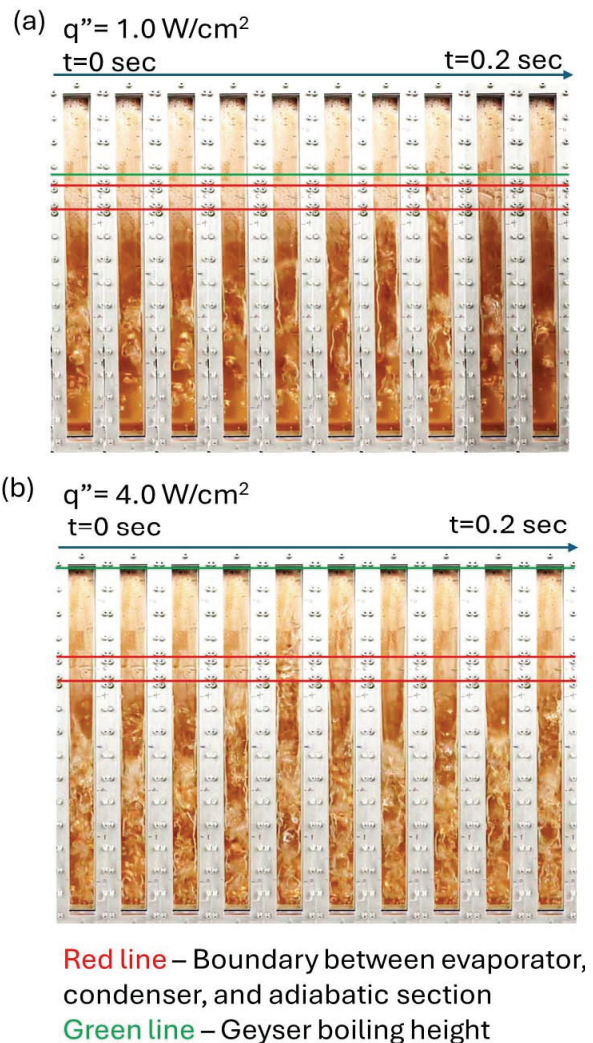 (a) q”= 1.0 W/cm²
t=0 sec t=0.2 sec
(b) q”= 4.0 W/cm²
t=0 sec t=0.2 sec
Red line – Boundary between evaporator,
condenser, and adiabatic section
Green line – Geyser boiling height